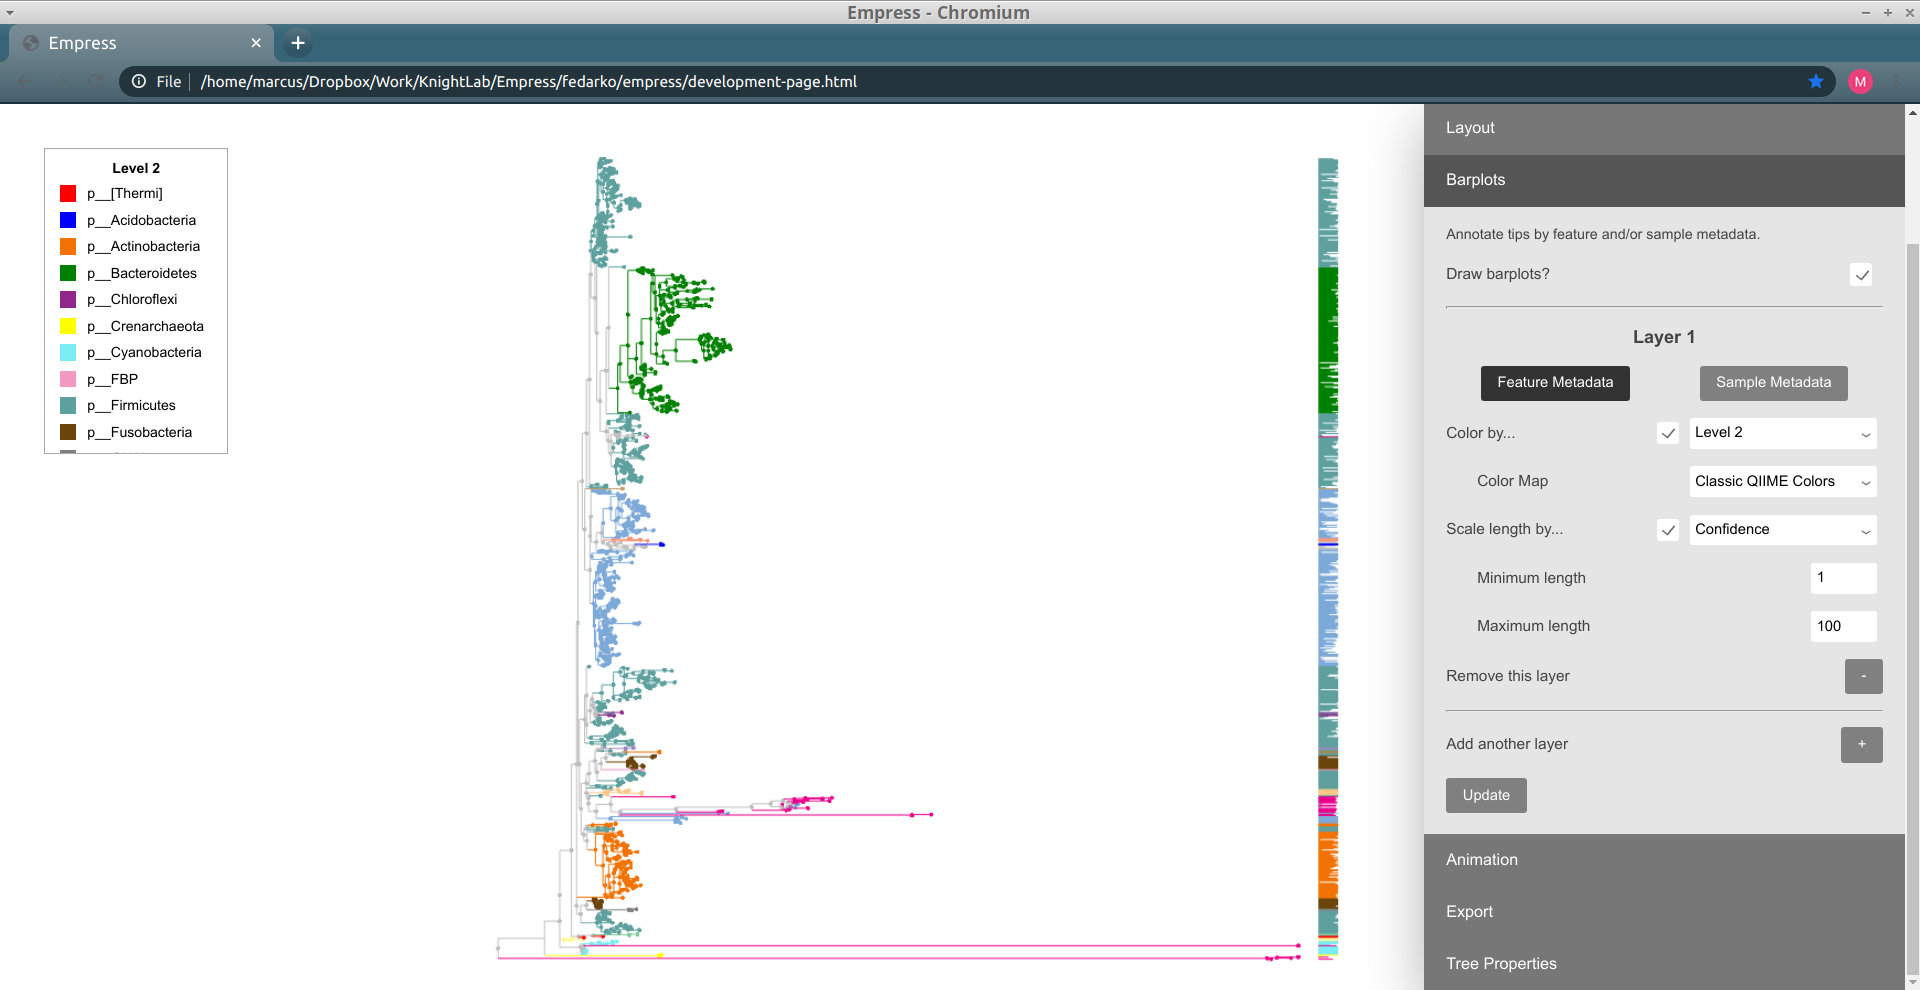 Empress - Chromium
Empress
File /home/marcus/Dropbox/Work/KnightLab/Empress/fedarko/empress/development-page.html
M
Level 2
p__[Thermi]
p__Acidobacteria
p__Actinobacteria
p__Bacteroidetes
p__Chloroflexi
p__Crenarchaeota
p__Cyanobacteria
p__FBP
p__Firmicutes
p__Fusobacteria
Layout
Barplots
Annotate tips by feature and/or sample metadata.
Draw barplots?
Layer 1
Feature Metadata Sample Metadata
Color by... Level 2
Color Map Classic QIIME Colors
Scale length by... Confidence
Minimum length 1
Maximum length 100
Remove this layer -
Add another layer +
Update
Animation
Export
Tree Properties